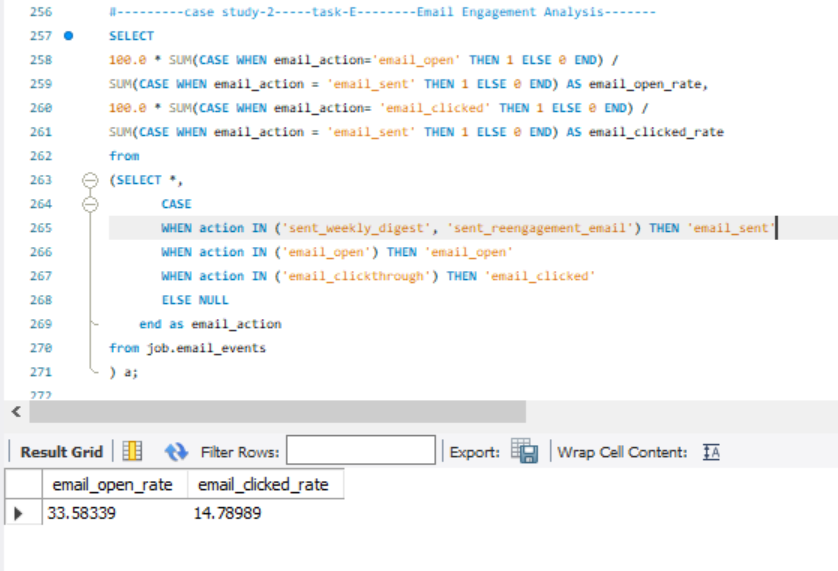 256 #---------case study-2-----task-E--------Email Engagement Analysis-------
257 SELECT
258 100.0 * SUM(CASE WHEN email_action='email_open' THEN 1 ELSE 0 END) /
259 SUM(CASE WHEN email_action = 'email_sent' THEN 1 ELSE 0 END) AS email_open_rate,
260 100.0 * SUM(CASE WHEN email_action= 'email_clicked' THEN 1 ELSE 0 END) /
261 SUM(CASE WHEN email_action = 'email_sent' THEN 1 ELSE 0 END) AS email_clicked_rate
262 from
263 (SELECT *,
264 CASE
265 WHEN action IN ('sent_weekly_digest', 'sent_reengagement_email') THEN 'email_sent'
266 WHEN action IN ('email_open') THEN 'email_open'
267 WHEN action IN ('email_clickthrough') THEN 'email_clicked'
268 ELSE NULL
269 end as email_action
270 from job.email_events
271 ) a;
272
Result Grid Filter Rows: Export: Wrap Cell Content: IA
email_open_rate email_clicked_rate
33.58339 14.78989